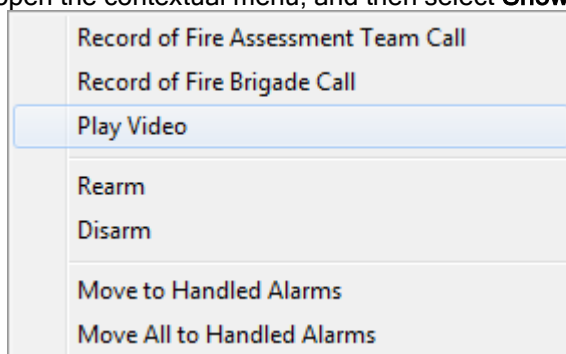 open the contextual menu, and then select Show
Record of Fire Assessment Team Call
Record of Fire Brigade Call
Play Video
Rearm
Disarm
Move to Handled Alarms
Move All to Handled Alarms